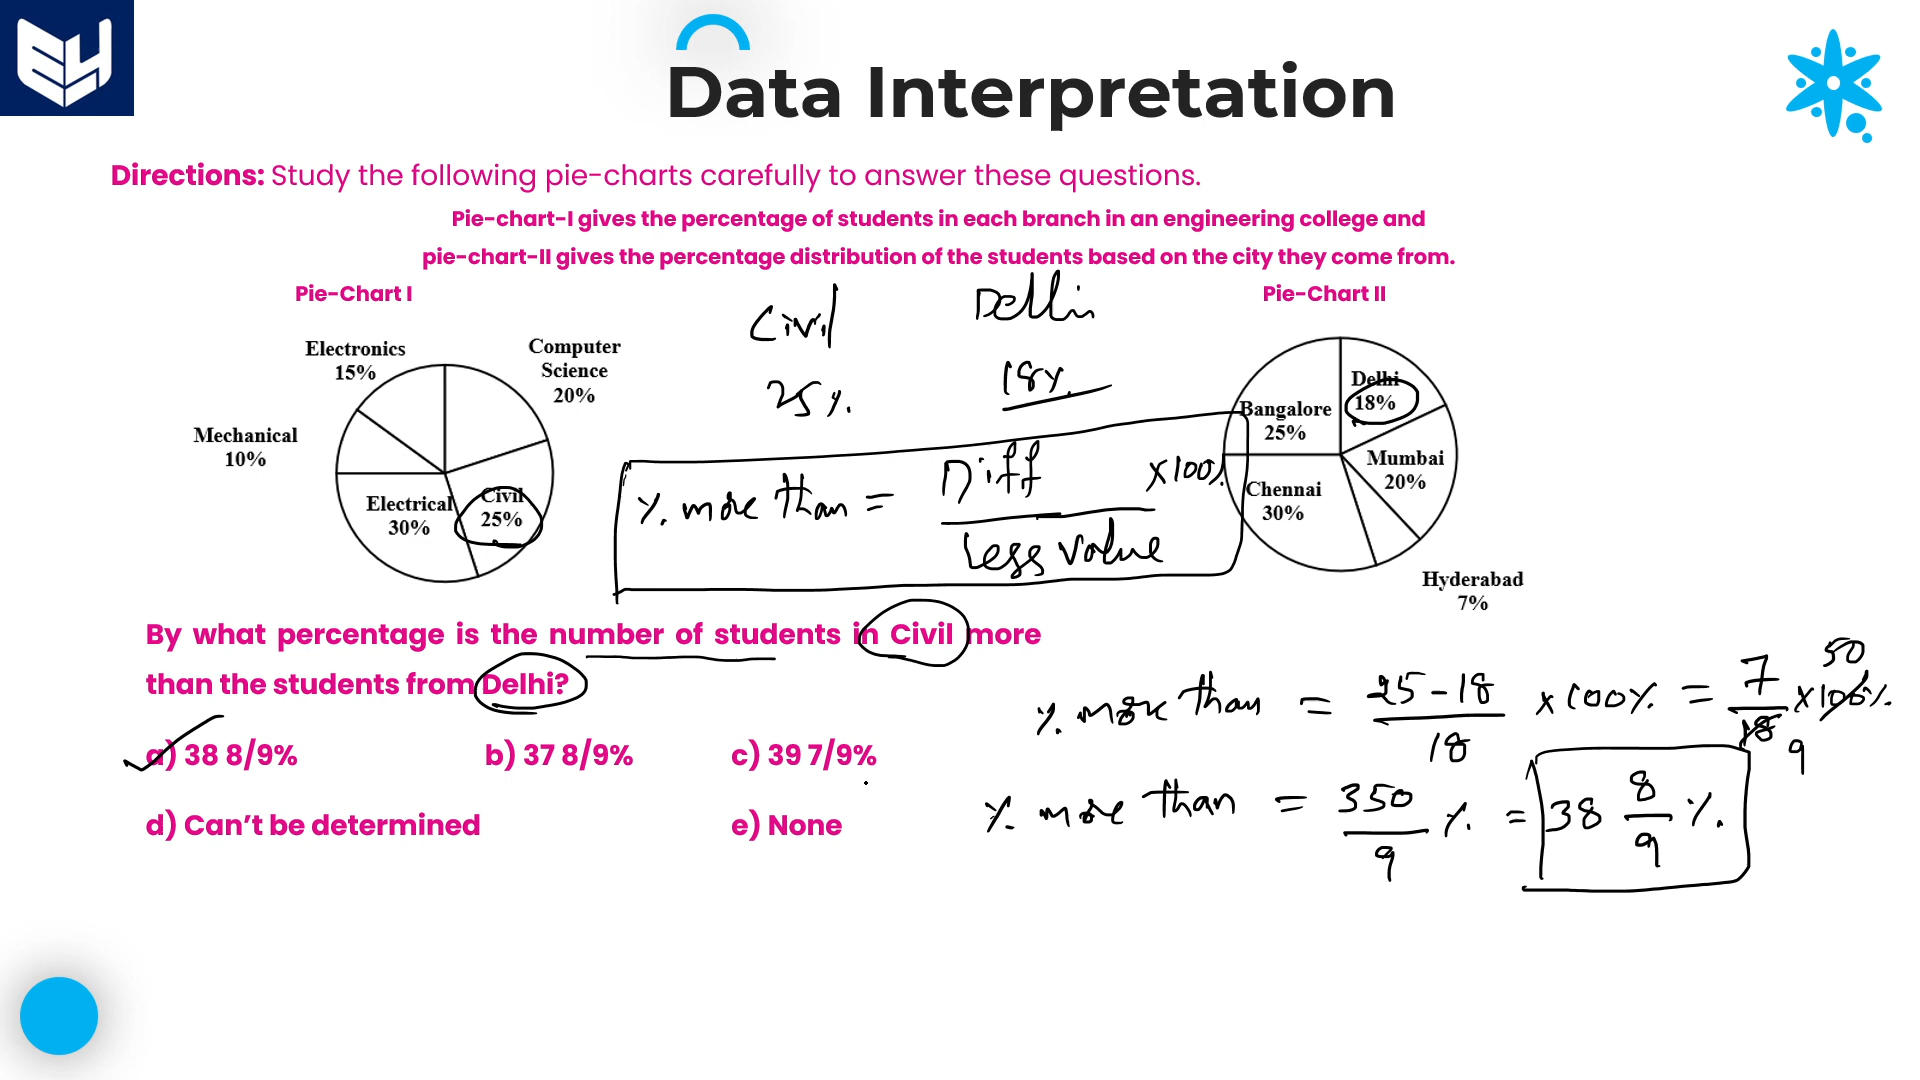 Data Interpretation
Directions: Study the following pie-charts carefully to answer these questions.
Pie-chart-I gives the percentage of students in each branch in an engineering college and
pie-chart-II gives the percentage distribution of the students based on the city they come from.
Pie-Chart I
Electronics
15%
Computer
Science
20%
Mechanical
10%
Electrical
30%
Civil
25%
Civil
25%
Delhi
18%
% more than = Diff / Less value × 100%
Pie-Chart II
Delhi
18%
Bangalore
25%
Mumbai
20%
Chennai
30%
Hyderabad
7%
By what percentage is the number of students in Civil more
than the students from Delhi?
a) 38 8/9%
b) 37 8/9%
c) 39 7/9%
d) Can’t be determined
e) None
% more than = 25 - 18 / 18 × 100% = 7 / 18 × 100% 50 9
% more than = 350 / 9 % = 38 8/9 %